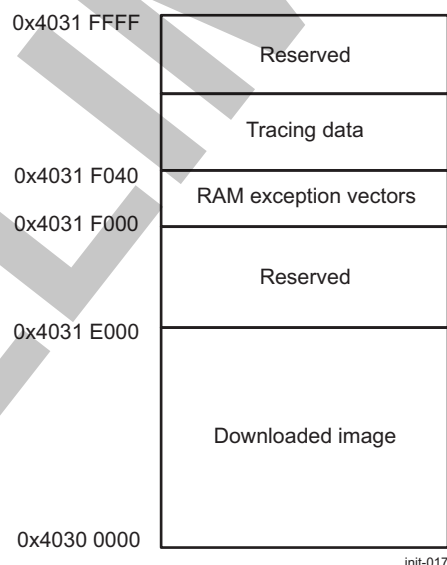 0x4031 FFFF
Reserved
Tracing data
0x4031 F040
RAM exception vectors
0x4031 F000
Reserved
0x4031 E000
Downloaded image
0x4030 0000
init-017